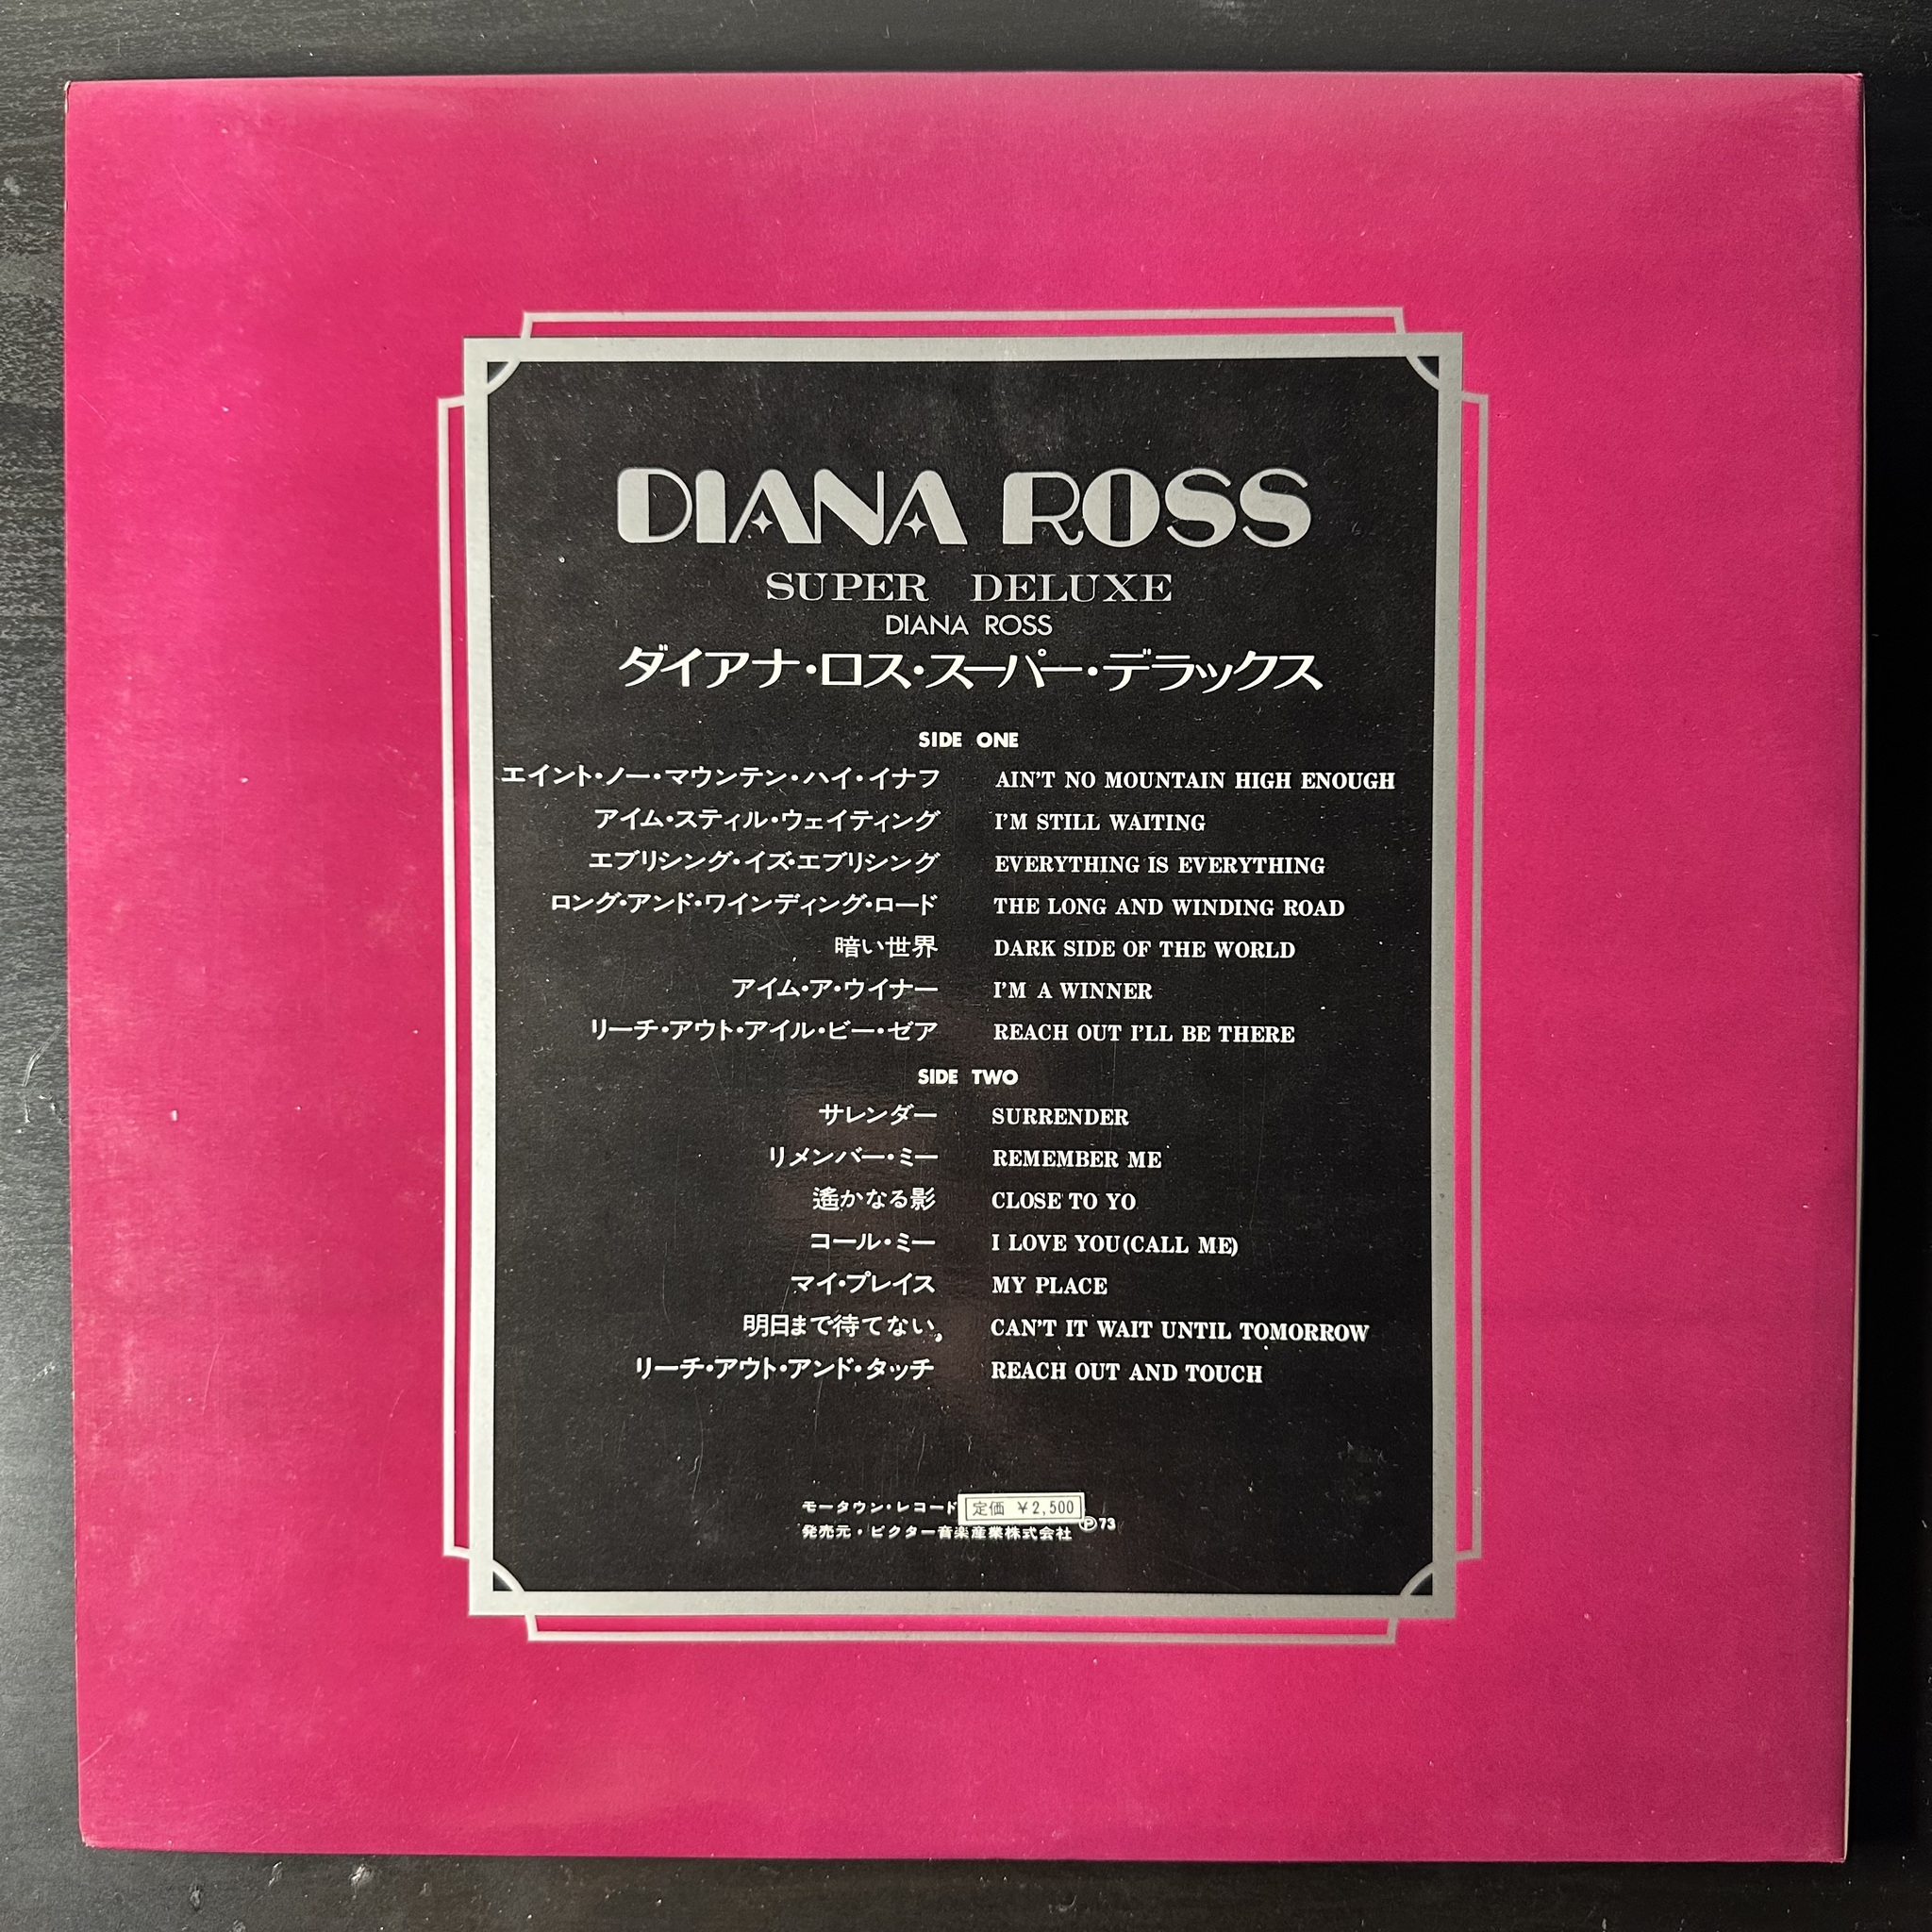 DIANA ROSS
SUPER DELUXE
DIANA ROSS
ダイアナ・ロス・スーパー・デラックス
SIDE ONE
エイント・ノー・マウンテン・ハイ・イナフ AIN'T NO MOUNTAIN HIGH ENOUGH
アイム・スティル・ウェイティング I'M STILL WAITING
エブリシング・イズ・エブリシング EVERYTHING IS EVERYTHING
ロング・アンド・ワインディング・ロード THE LONG AND WINDING ROAD
暗い世界 DARK SIDE OF THE WORLD
アイム・ア・ウイナー I'M A WINNER
リーチ・アウト・アイル・ビー・ゼア REACH OUT I'LL BE THERE
SIDE TWO
サレンダー SURRENDER
リメンバー・ミー REMEMBER ME
遙かなる影 CLOSE TO YO
コール・ミー I LOVE YOU(CALL ME)
マイ・プレイス MY PLACE
明日まで待てない CAN'T IT WAIT UNTIL TOMORROW
リーチ・アウト・アンド・タッチ REACH OUT AND TOUCH
モータウン・レコード 定価 ¥2,500
発売元・ビクター音楽産業株式会社 Ⓟ73